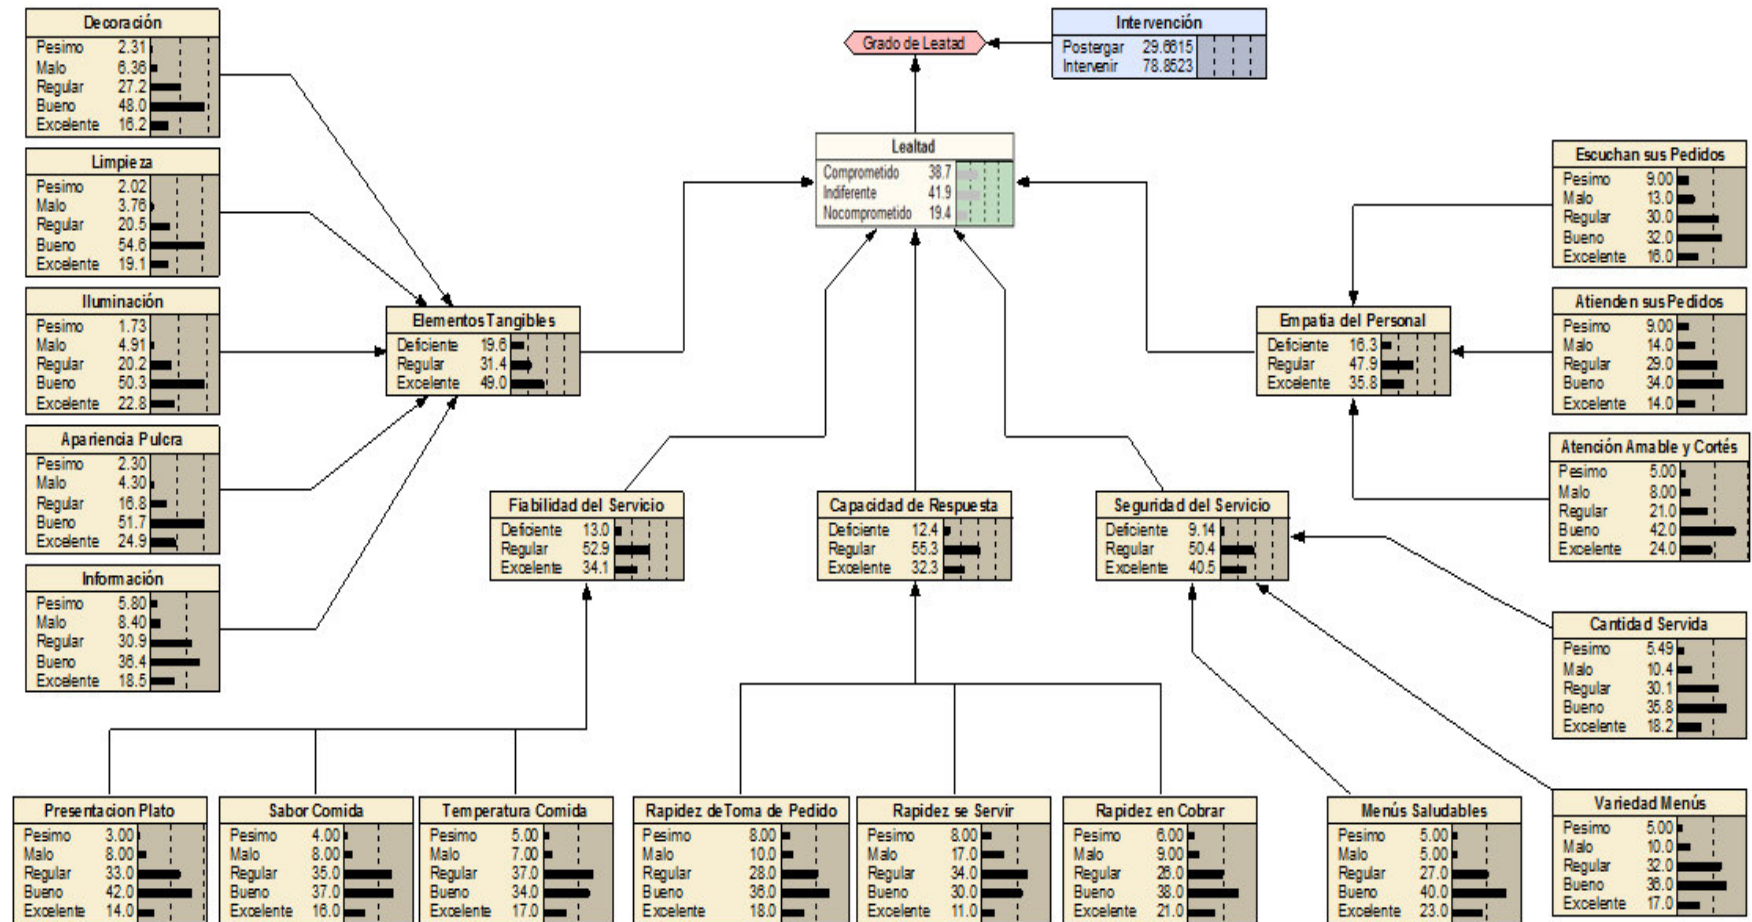 Decoración
Pesimo 2.31
Malo 6.36
Regular 27.2
Bueno 48.0
Excelente 16.2
Limpieza
Pesimo 2.02
Malo 3.76
Regular 20.5
Bueno 54.6
Excelente 19.1
Iluminación
Pesimo 1.73
Malo 4.91
Regular 20.2
Bueno 50.3
Excelente 22.8
Apariencia Pulcra
Pesimo 2.30
Malo 4.30
Regular 16.8
Bueno 51.7
Excelente 24.9
Información
Pesimo 5.80
Malo 8.40
Regular 30.9
Bueno 36.4
Excelente 18.5
Elementos Tangibles
Deficiente 19.6
Regular 31.4
Excelente 49.0
Grado de Leatad
Intervención
Postergar 29.6615
Intervenir 78.8523
Lealtad
Comprometido 38.7
Indiferente 41.9
Nocomprometido 19.4
Empatia del Personal
Deficiente 16.3
Regular 47.9
Excelente 35.8
Escuchan sus Pedidos
Pesimo 9.00
Malo 13.0
Regular 30.0
Bueno 32.0
Excelente 16.0
Atienden sus Pedidos
Pesimo 9.00
Malo 14.0
Regular 29.0
Bueno 34.0
Excelente 14.0
Atención Amable y Cortés
Pesimo 5.00
Malo 8.00
Regular 21.0
Bueno 42.0
Excelente 24.0
Fiabilidad del Servicio
Deficiente 13.0
Regular 52.9
Excelente 34.1
Capacidad de Respuesta
Deficiente 12.4
Regular 55.3
Excelente 32.3
Seguridad del Servicio
Deficiente 9.14
Regular 50.4
Excelente 40.5
Cantidad Servida
Pesimo 5.49
Malo 10.4
Regular 30.1
Bueno 35.8
Excelente 18.2
Presentacion Plato
Pesimo 3.00
Malo 8.00
Regular 33.0
Bueno 42.0
Excelente 14.0
Sabor Comida
Pesimo 4.00
Malo 8.00
Regular 35.0
Bueno 37.0
Excelente 16.0
Temperatura Comida
Pesimo 5.00
Malo 7.00
Regular 37.0
Bueno 34.0
Excelente 17.0
Rapidez de Toma de Pedido
Pesimo 8.00
Malo 10.0
Regular 28.0
Bueno 36.0
Excelente 18.0
Rapidez se Servir
Pesimo 8.00
Malo 17.0
Regular 34.0
Bueno 30.0
Excelente 11.0
Rapidez en Cobrar
Pesimo 6.00
Malo 9.00
Regular 26.0
Bueno 38.0
Excelente 21.0
Menús Saludables
Pesimo 5.00
Malo 5.00
Regular 27.0
Bueno 40.0
Excelente 23.0
Variedad Menús
Pesimo 5.00
Malo 10.0
Regular 32.0
Bueno 36.0
Excelente 17.0